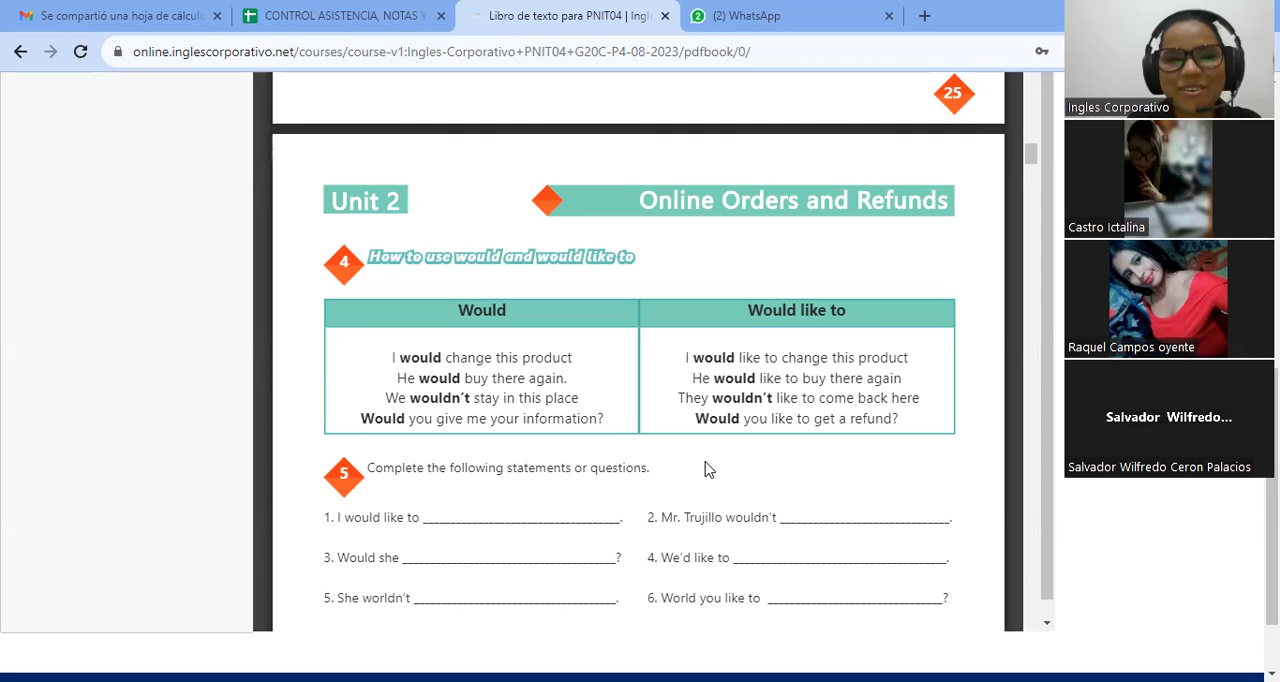 Se compartió una hoja de cálcul
CONTROL ASISTENCIA, NOTAS Y
Libro de texto para PNIT04 | Ingl
(2) WhatsApp
online.inglescorporativo.net/courses/course-v1:Ingles-Corporativo+PNIT04+G20C-P4-08-2023/pdfbook/0/
25
Unit 2
Online Orders and Refunds
4
How to use would and would like to
Would
Would like to
I would change this product
He would buy there again.
We wouldn't stay in this place
Would you give me your information?
I would like to change this product
He would like to buy there again
They wouldn't like to come back here
Would you like to get a refund?
5
Complete the following statements or questions.
1. I would like to ______________________________.
2. Mr. Trujillo wouldn't __________________________.
3. Would she _________________________________?
4. We'd like to _________________________________.
5. She worldn't _______________________________.
6. World you like to ___________________________?
Ingles Corporativo
Castro Ictalina
Raquel Campos oyente
Salvador Wilfredo...
Salvador Wilfredo Ceron Palacios